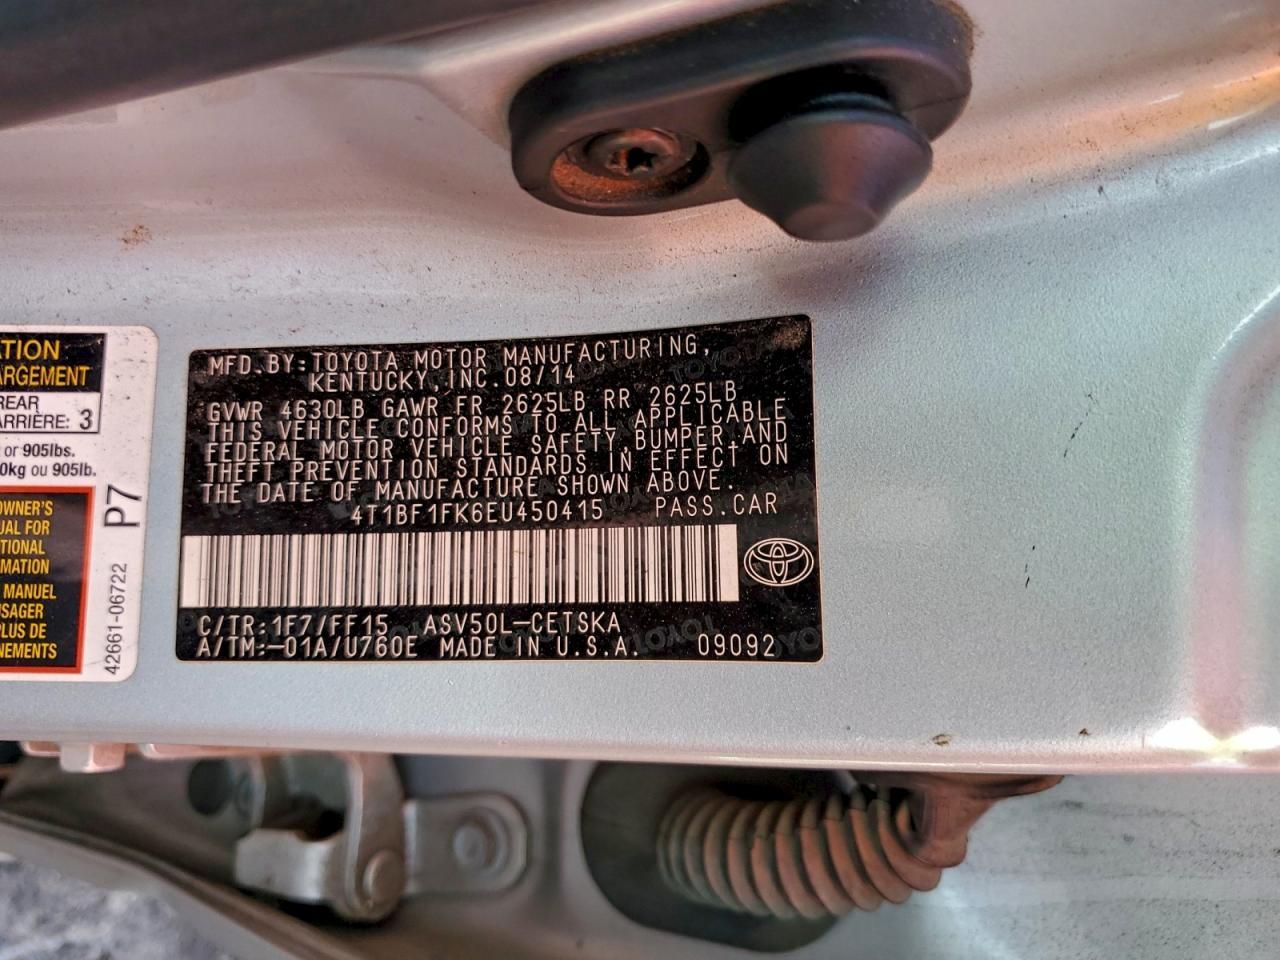 ATION
ARGEMENT
REAR
ARRIÈRE: 3
or 905lbs.
0kg ou 905lb.
OWNER'S
UAL FOR
TIONAL
MATION
MANUEL
USAGER
PLUS DE
NEMENTS
P7
42661-06722
MFD.BY:TOYOTA MOTOR MANUFACTURING,
KENTUCKY,INC.08/14
GVWR 4630LB GAWR FR 2625LB RR 2625LB
THIS VEHICLE CONFORMS TO ALL APPLICABLE
FEDERAL MOTOR VEHICLE SAFETY,BUMPER,AND
THEFT PREVENTION STANDARDS IN EFFECT ON
THE DATE OF MANUFACTURE SHOWN ABOVE.
4T1BF1FK6EU450415 PASS.CAR
C/TR:1F7/FF15 ASV50L-CETSKA
A/TM:-01A/U760E MADE IN U.S.A. 09092